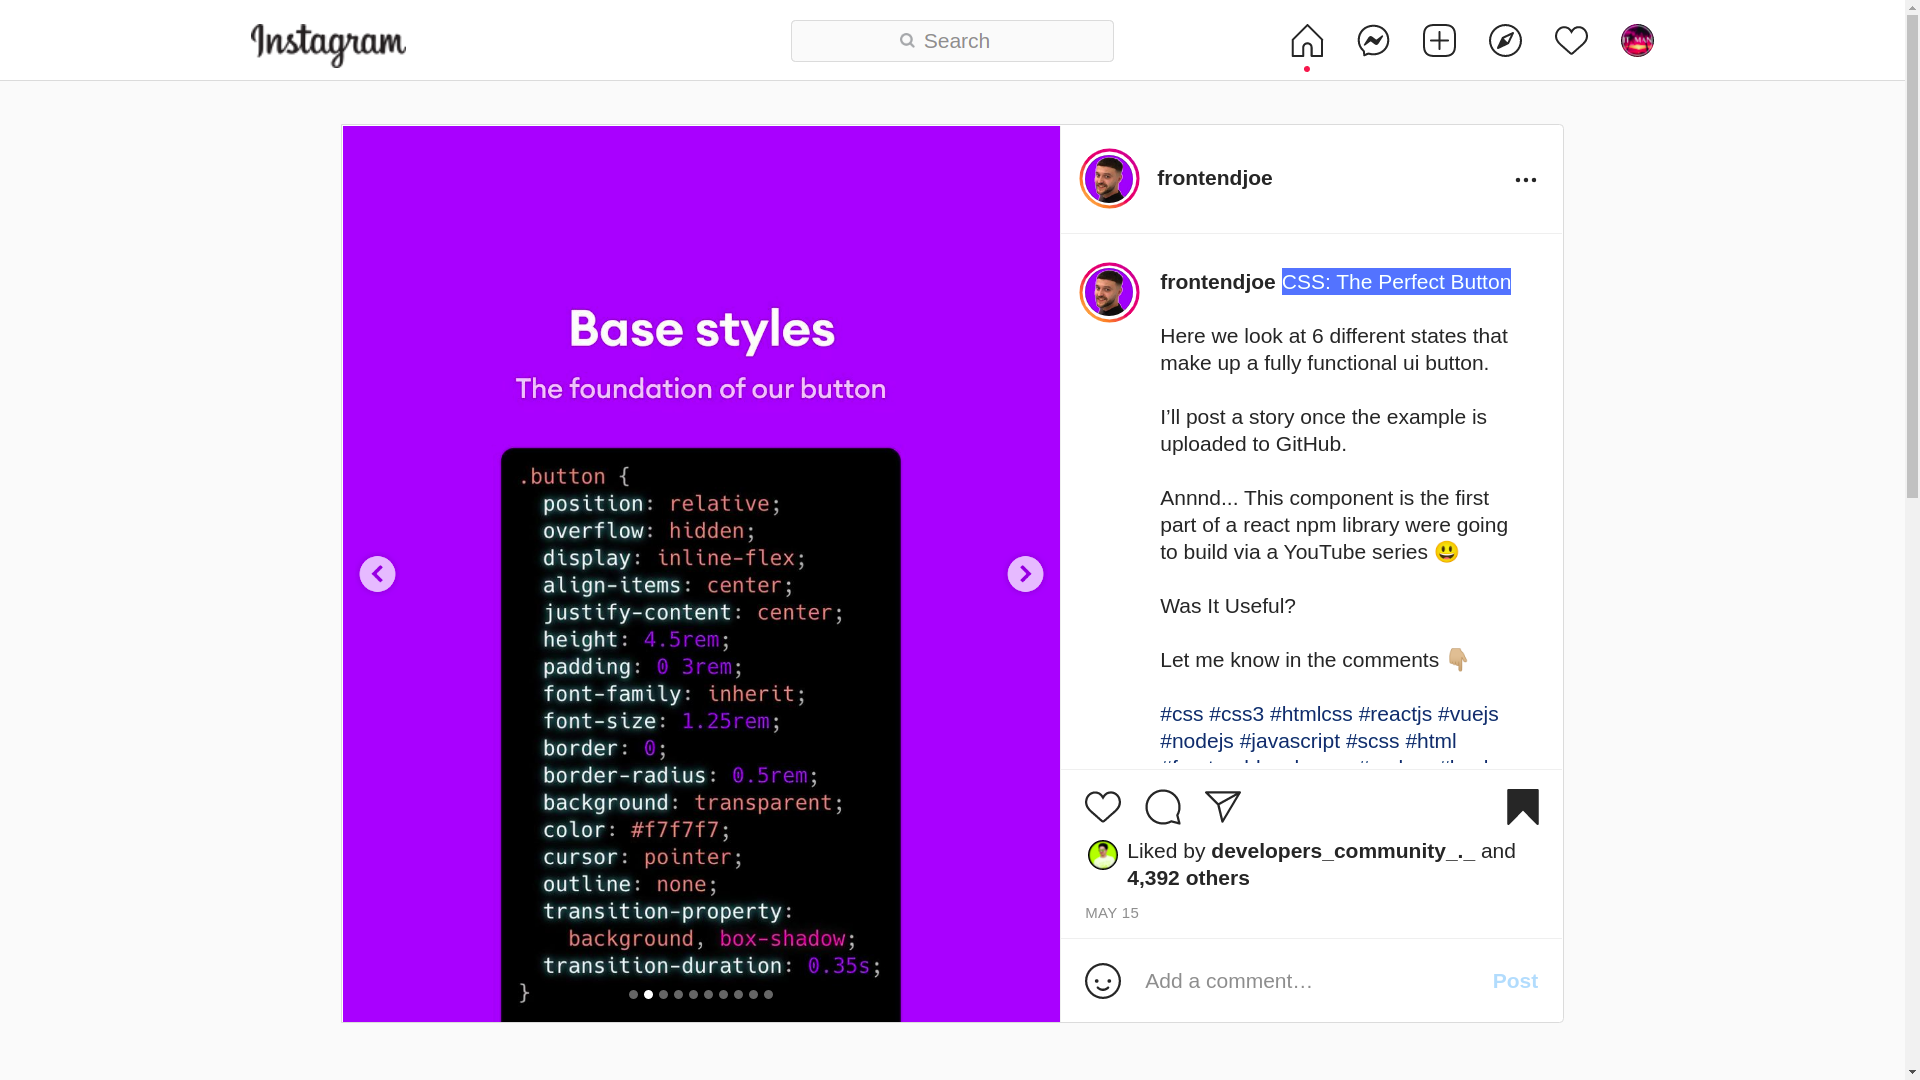 Instagram
Search
Base styles
The foundation of our button
.button {
position: relative;
overflow: hidden;
display: inline-flex;
align-items: center;
justify-content: center;
height: 4.5rem;
padding: 0 3rem;
font-family: inherit;
font-size: 1.25rem;
border: 0;
border-radius: 0.5rem;
background: transparent;
color: #f7f7f7;
cursor: pointer;
outline: none;
transition-property:
background, box-shadow;
transition-duration: 0.35s;
}
frontendjoe
frontendjoe CSS: The Perfect Button
Here we look at 6 different states that
make up a fully functional ui button.
I’ll post a story once the example is
uploaded to GitHub.
Annnd... This component is the first
part of a react npm library were going
to build via a YouTube series 😃
Was It Useful?
Let me know in the comments 👇🏼
#css #css3 #htmlcss #reactjs #vuejs
#nodejs #javascript #scss #html
Liked by developers_community_._ and
4,392 others
MAY 15
Add a comment…
Post